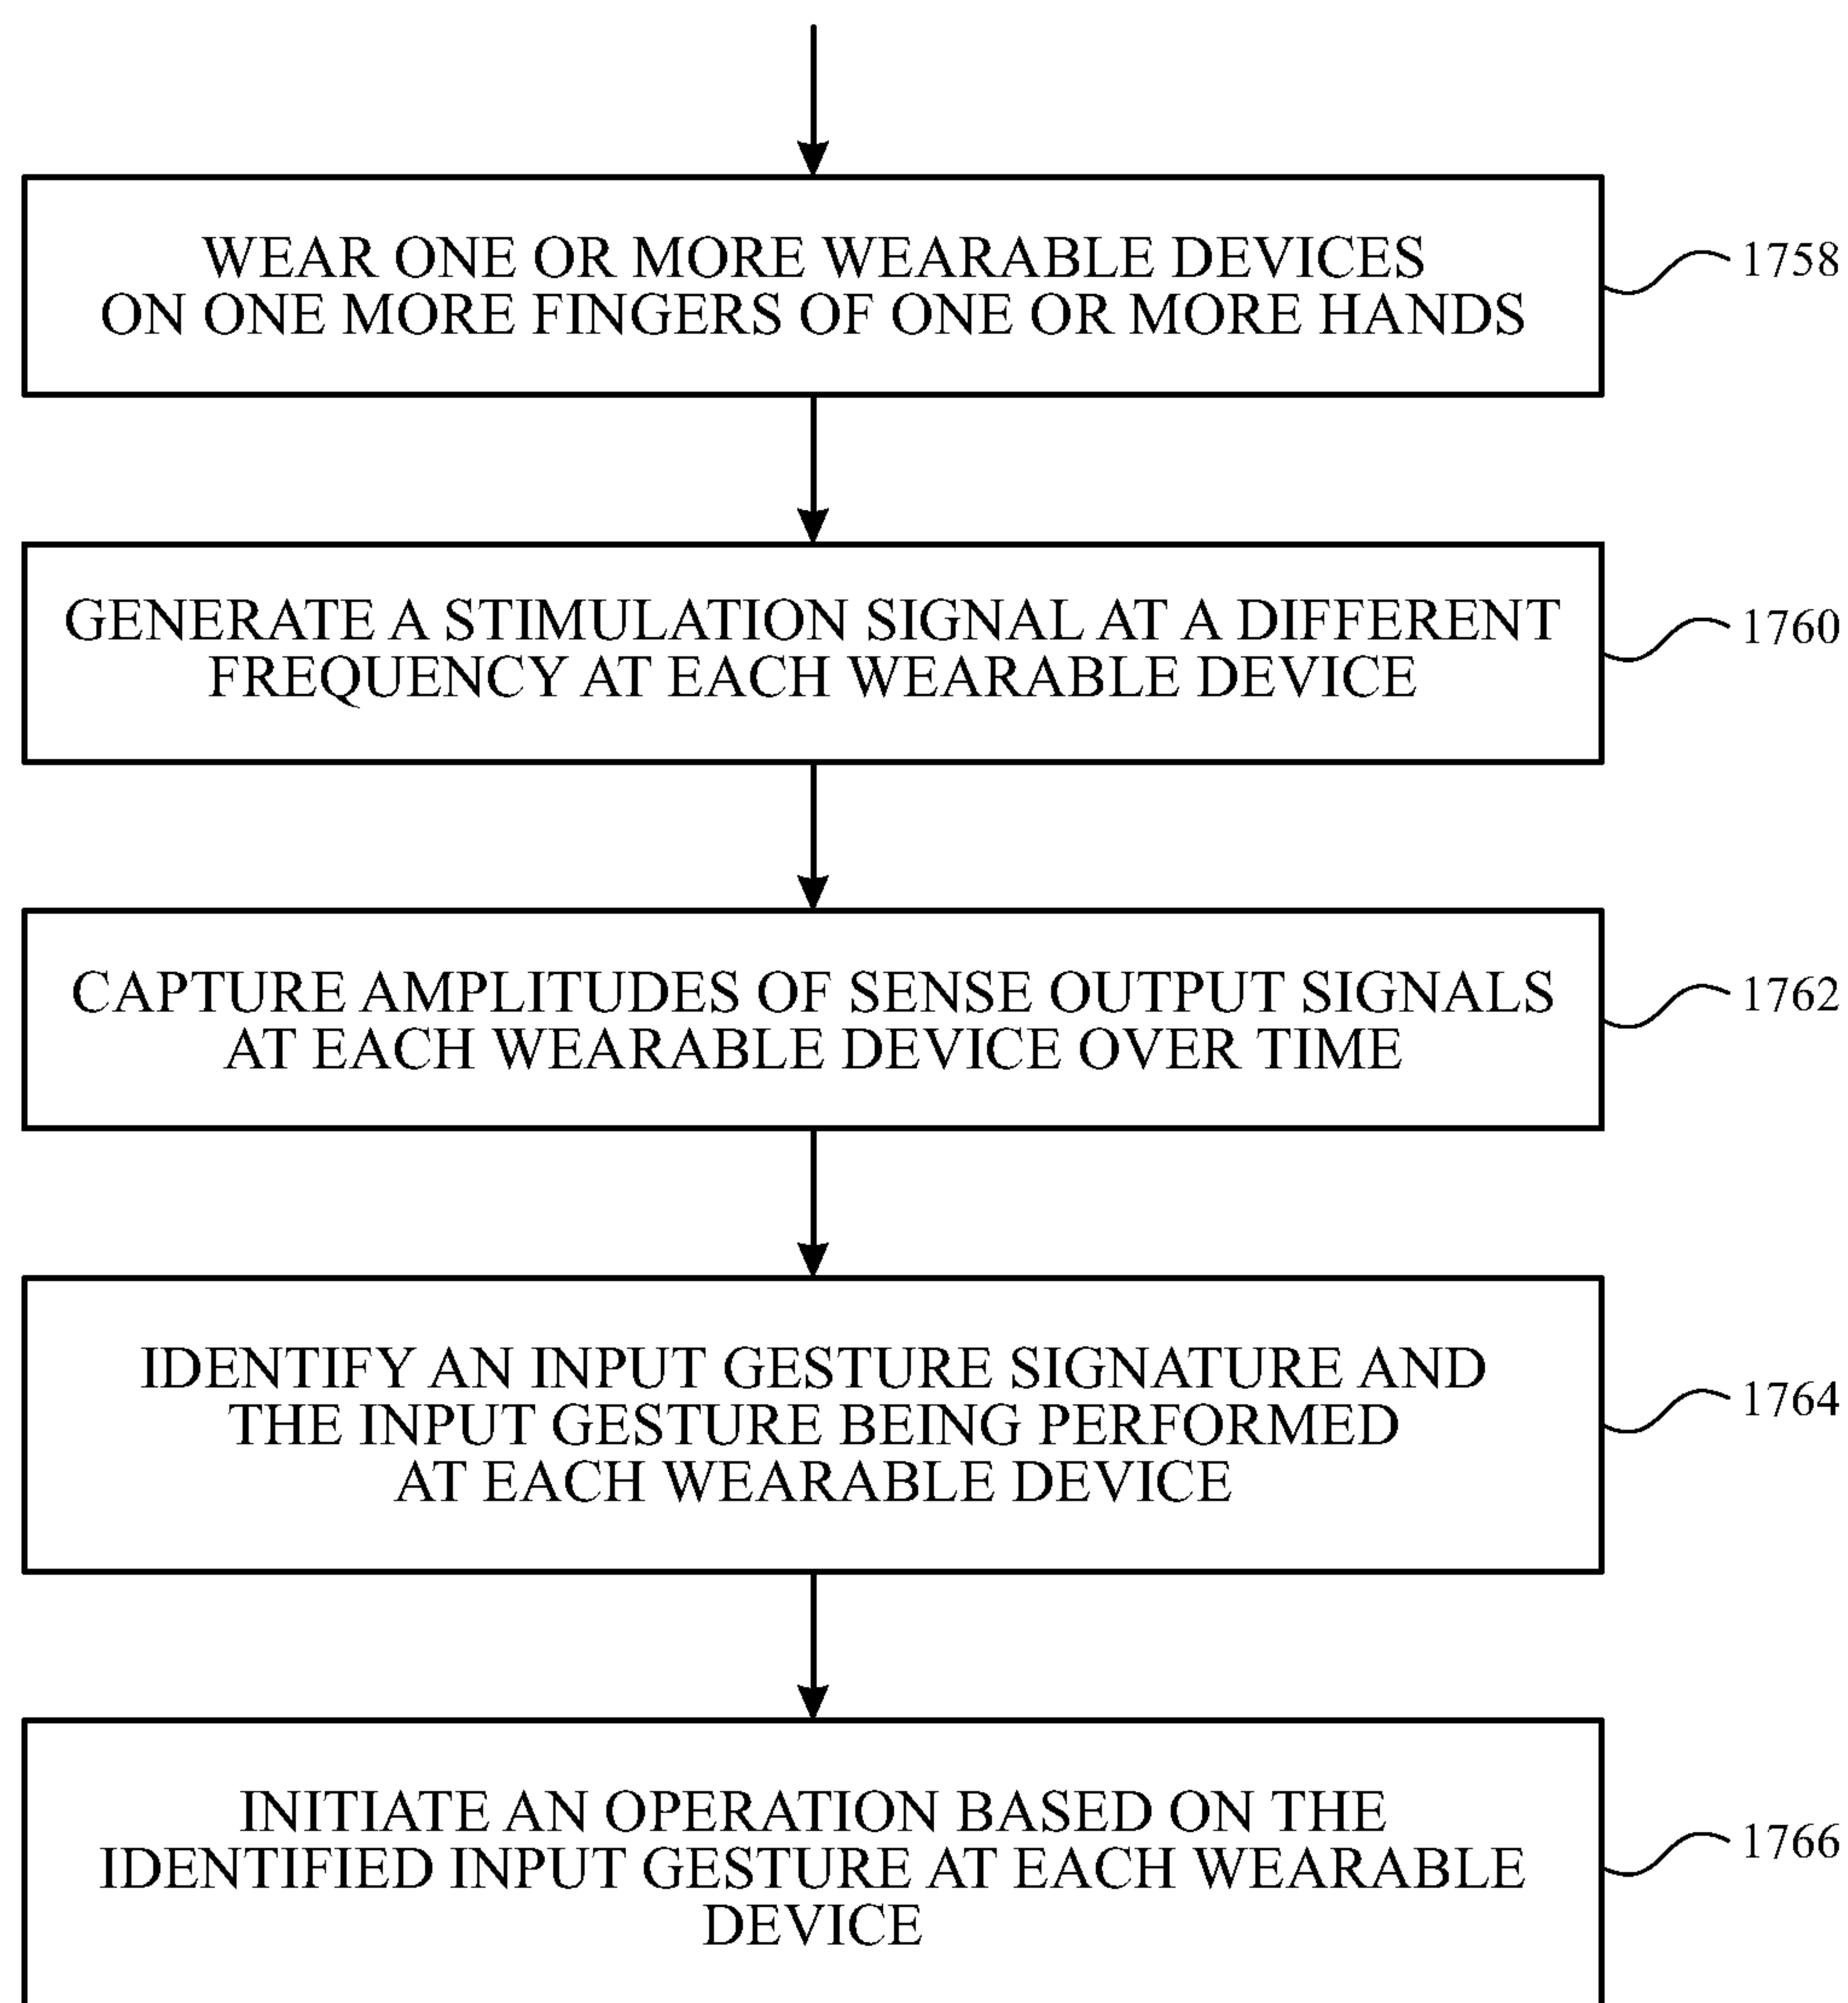 WEAR ONE OR MORE WEARABLE DEVICES
ON ONE MORE FINGERS OF ONE OR MORE HANDS
1758
GENERATE A STIMULATION SIGNAL AT A DIFFERENT
FREQUENCY AT EACH WEARABLE DEVICE
1760
CAPTURE AMPLITUDES OF SENSE OUTPUT SIGNALS
AT EACH WEARABLE DEVICE OVER TIME
1762
IDENTIFY AN INPUT GESTURE SIGNATURE AND
THE INPUT GESTURE BEING PERFORMED
AT EACH WEARABLE DEVICE
1764
INITIATE AN OPERATION BASED ON THE
IDENTIFIED INPUT GESTURE AT EACH WEARABLE
DEVICE
1766